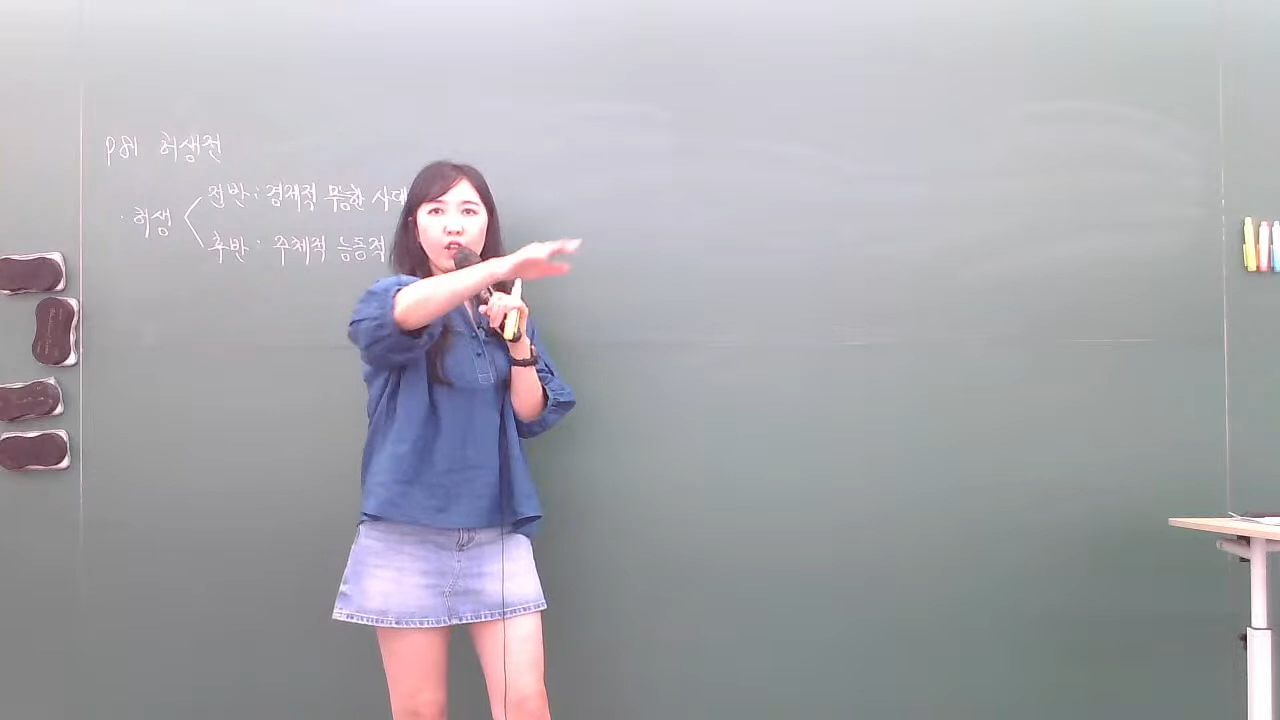 P81 허생전
· 허생
전반 : 경제적 무능한 사대
후반 : 주체적 능동적